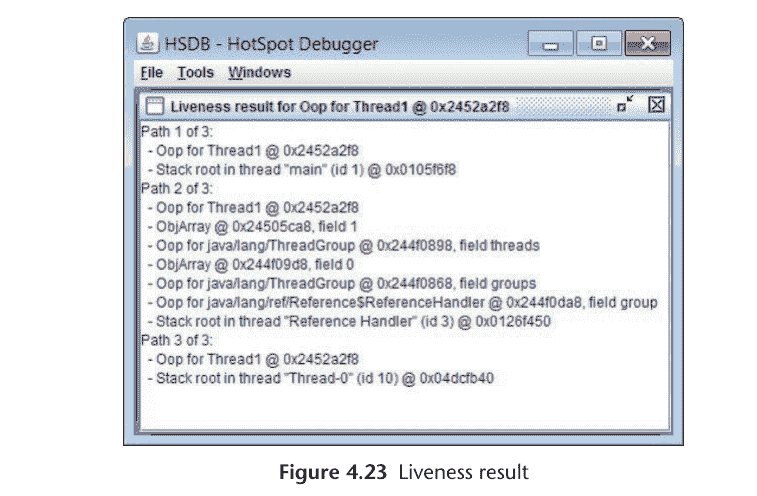 HSDB - HotSpot Debugger
File Tools Windows
Liveness result for Oop for Thread1 @ 0x2452a2f8
Path 1 of 3:
- Oop for Thread1 @ 0x2452a2f8
- Stack root in thread "main" (id 1) @ 0x0105f6f8
Path 2 of 3:
- Oop for Thread1 @ 0x2452a2f8
- ObjArray @ 0x24505ca8, field 1
- Oop for java/lang/ThreadGroup @ 0x244f0898, field threads
- ObjArray @ 0x244f09d8, field 0
- Oop for java/lang/ThreadGroup @ 0x244f0868, field groups
- Oop for java/lang/ref/Reference$ReferenceHandler @ 0x244f0da8, field group
- Stack root in thread "Reference Handler" (id 3) @ 0x0126f450
Path 3 of 3:
- Oop for Thread1 @ 0x2452a2f8
- Stack root in thread "Thread-0" (id 10) @ 0x04dcfb40
Figure 4.23 Liveness result